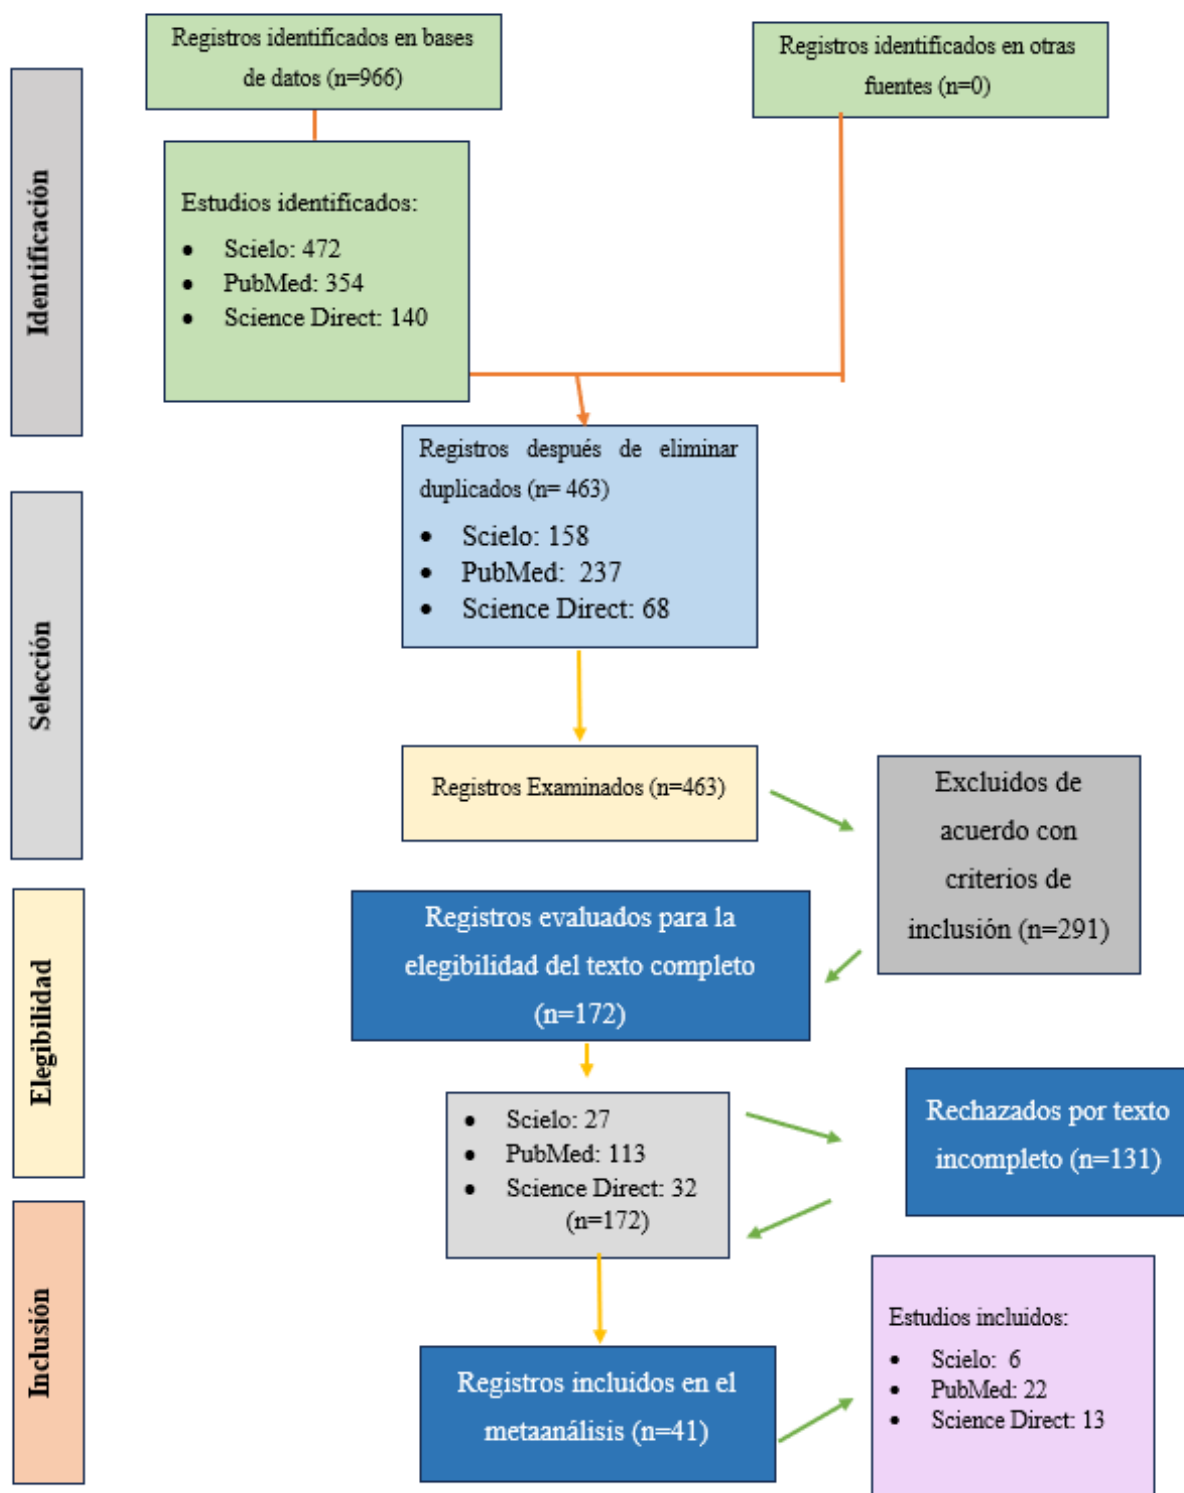 Registros identificados en bases
de datos (n=966)
Registros identificados en otras
fuentes (n=0)
Identificación
Estudios identificados:
• Scielo: 472
• PubMed: 354
• Science Direct: 140
Registros después de eliminar
duplicados (n= 463)
• Scielo: 158
• PubMed: 237
• Science Direct: 68
Selección
Registros Examinados (n=463)
Excluidos de
acuerdo con
criterios de
inclusión (n=291)
Elegibilidad
Registros evaluados para la
elegibilidad del texto completo
(n=172)
• Scielo: 27
• PubMed: 113
• Science Direct: 32
(n=172)
Rechazados por texto
incompleto (n=131)
Inclusión
Registros incluidos en el
metaanálisis (n=41)
Estudios incluidos:
• Scielo: 6
• PubMed: 22
• Science Direct: 13